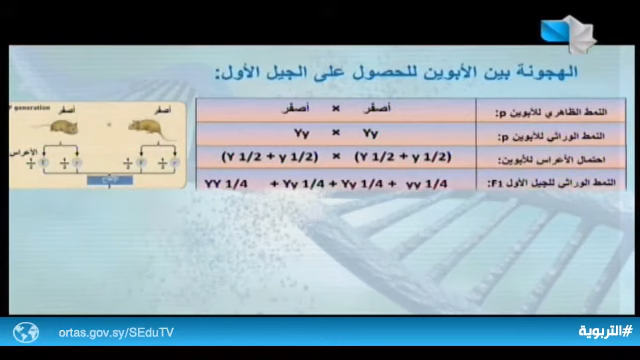 الهجونة بين الأبوين للحصول على الجيل الأول:
النمط الظاهري للأبوين p: أصفر × أصفر
النمط الوراثي للأبوين p: Yy × Yy
احتمال الأعراس للأبوين: (Y 1/2 + y 1/2) × (Y 1/2 + y 1/2)
النمط الوراثي للجيل الأول F1: YY 1/4 + Yy 1/4 + Yy 1/4 + yy 1/4
P generation
أصفر أصفر
×
الأعراس
ortas.gov.sy/SEduTV
#التربوية